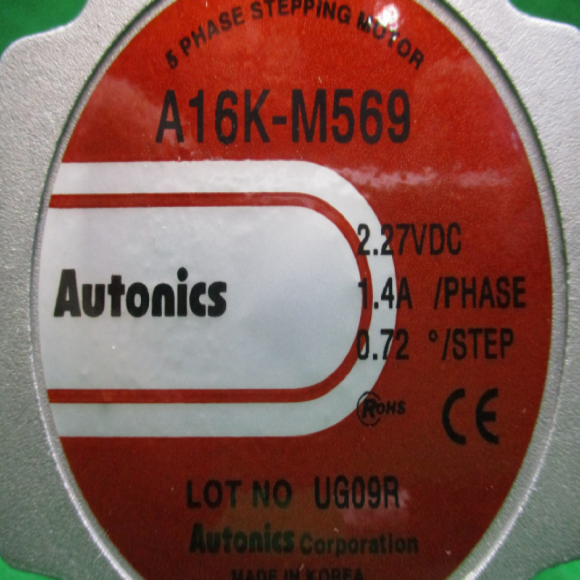 5 PHASE STEPPING MOTOR
A16K-M569
2.27VDC
Autonics
1.4A /PHASE
0.72 °/STEP
RoHS CE
LOT NO UG09R
Autonics Corporation
MADE IN KOREA